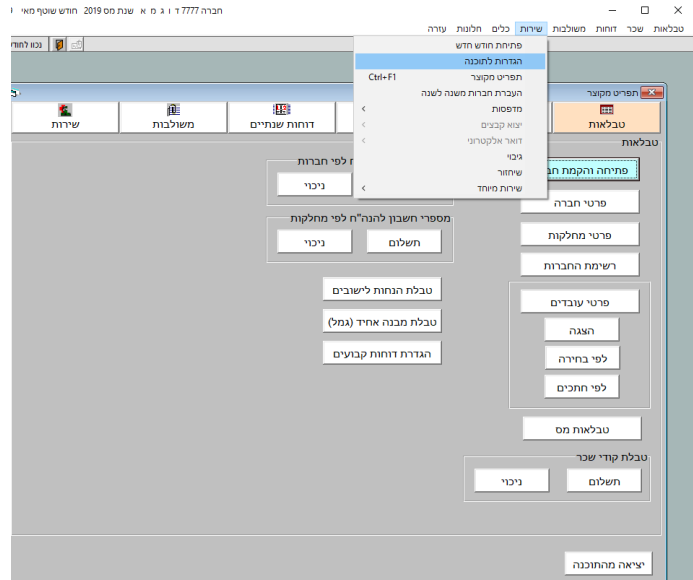 חברה 7777 ד ו ג מ א שנת מס 2019 חודש שוטף מאי
טבלאות שכר דוחות משולבות שירות כלים חלונות עזרה
פתיחת חודש חדש
הגדרות לתוכנה
תפריט מקוצר Ctrl+F1
העברת חברות משנה לשנה
מדפסות
יצוא קבצים
דואר אלקטרוני
גיבוי
שיחזור
שירות מיוחד
תפריט מקוצר
טבלאות
דוחות שנתיים
משולבות
שירות
טבלאות
פתיחה והקמת
פרטי חברה
פרטי מחלקות
רשימת החברות
פרטי עובדים
הצגה
לפי בחירה
לפי חתכים
טבלאות מס
טבלת קודי שכר
תשלום ניכוי
לפי חברות
ניכוי
מספרי חשבון להנה"ח לפי מחלקות
תשלום ניכוי
טבלת הנחות לישובים
טבלת מבנה אחיד (גמל)
הגדרת דוחות קבועים
יציאה מהתוכנה